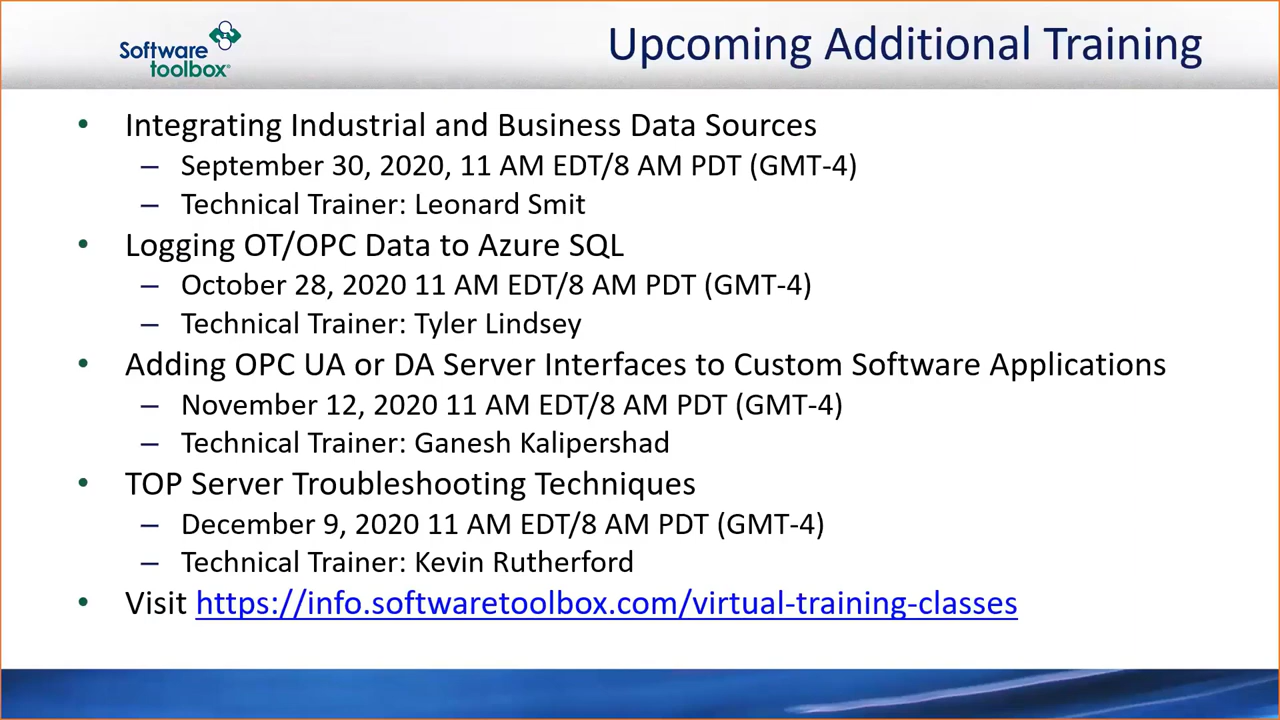 Software
toolbox®
Upcoming Additional Training
• Integrating Industrial and Business Data Sources
– September 30, 2020, 11 AM EDT/8 AM PDT (GMT-4)
– Technical Trainer: Leonard Smit
• Logging OT/OPC Data to Azure SQL
– October 28, 2020 11 AM EDT/8 AM PDT (GMT-4)
– Technical Trainer: Tyler Lindsey
• Adding OPC UA or DA Server Interfaces to Custom Software Applications
– November 12, 2020 11 AM EDT/8 AM PDT (GMT-4)
– Technical Trainer: Ganesh Kalipershad
• TOP Server Troubleshooting Techniques
– December 9, 2020 11 AM EDT/8 AM PDT (GMT-4)
– Technical Trainer: Kevin Rutherford
• Visit https://info.softwaretoolbox.com/virtual-training-classes